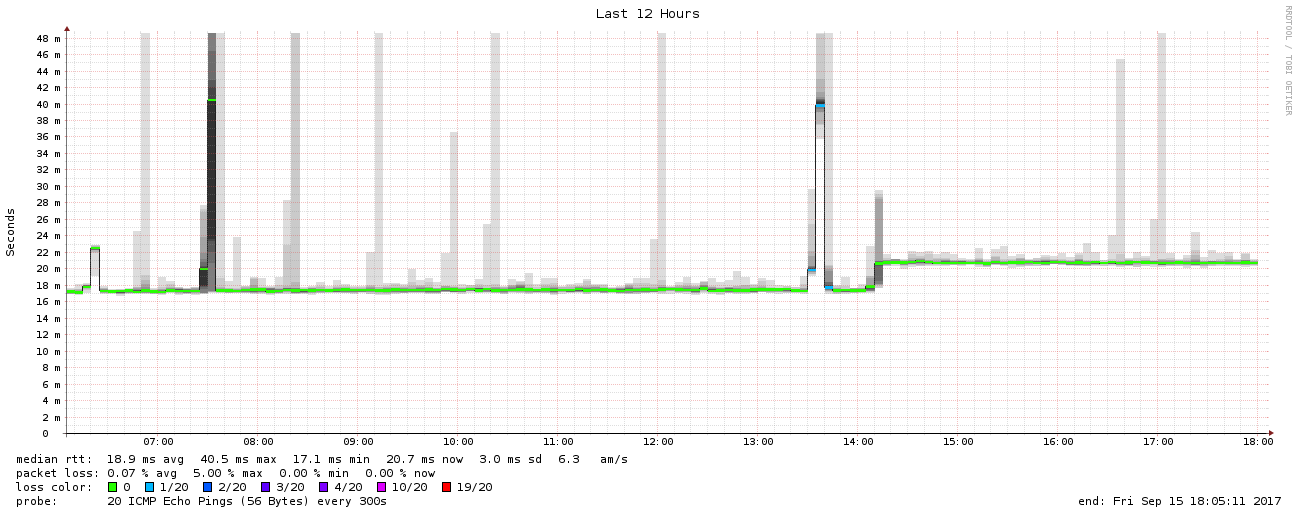 Last 12 Hours
RRDTOOL / TOBI OETIKER
Seconds
48 m
46 m
44 m
42 m
40 m
38 m
36 m
34 m
32 m
30 m
28 m
26 m
24 m
22 m
20 m
18 m
16 m
14 m
12 m
10 m
8 m
6 m
4 m
2 m
0
07:00 08:00 09:00 10:00 11:00 12:00 13:00 14:00 15:00 16:00 17:00 18:00
median rtt: 18.9 ms avg 40.5 ms max 17.1 ms min 20.7 ms now 3.0 ms sd 6.3 am/s
packet loss: 0.07 % avg 5.00 % max 0.00 % min 0.00 % now
loss color: 0 1/20 2/20 3/20 4/20 10/20 19/20
probe: 20 ICMP Echo Pings (56 Bytes) every 300s end: Fri Sep 15 18:05:11 2017